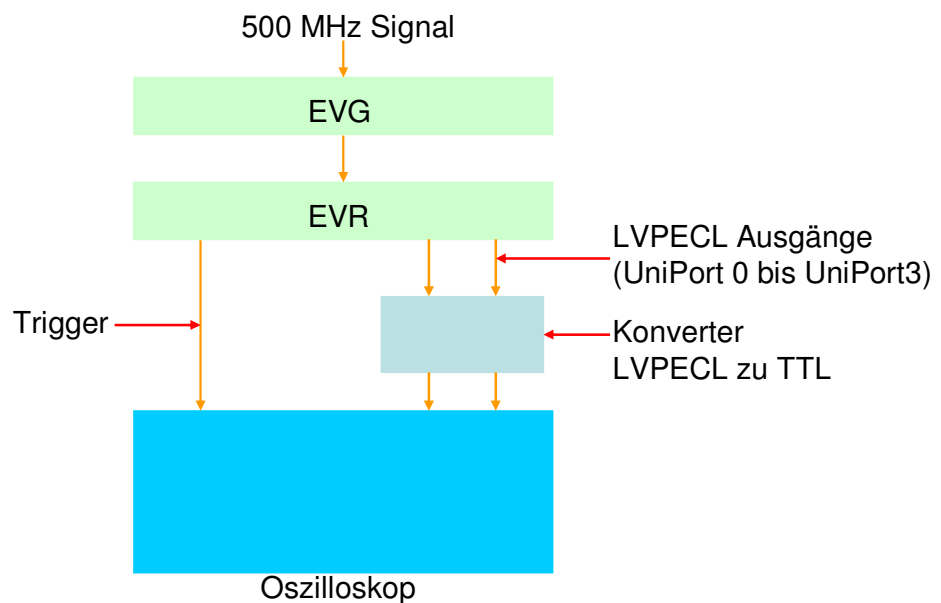 500 MHz Signal
EVG
EVR
LVPECL Ausgänge
(UniPort 0 bis UniPort3)
Trigger
Konverter
LVPECL zu TTL
Oszilloskop